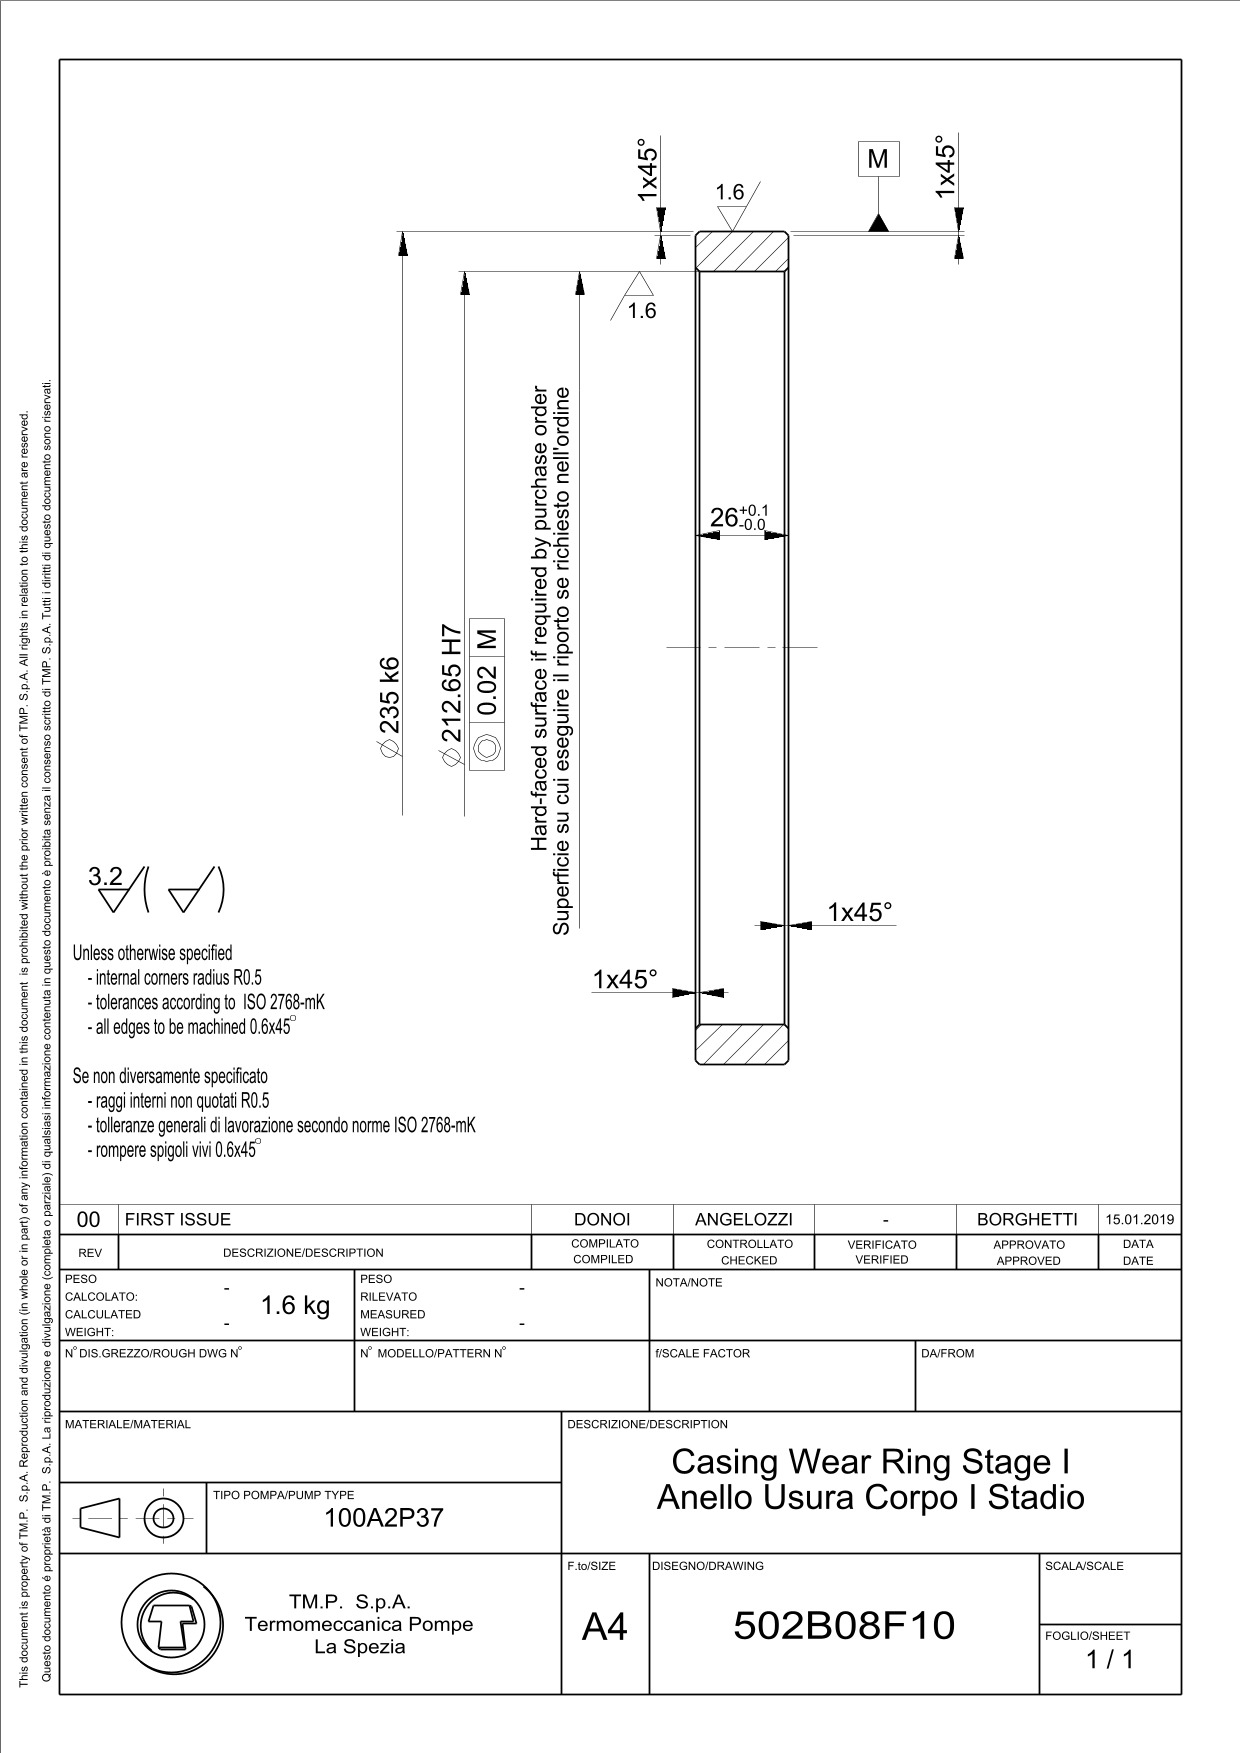 1x45°
1.6
M
1x45°
1.6
Hard-faced surface if required by purchase order
Superficie su cui eseguire il riporto se richiesto nell'ordine
26 +0.1
-0.0
⌀ 235 k6
⌀ 212.65 H7
0.02 M
3.2
1x45°
1x45°
Unless otherwise specified
- internal corners radius R0.5
- tolerances according to ISO 2768-mK
- all edges to be machined 0.6x45°
Se non diversamente specificato
- raggi interni non quotati R0.5
- tolleranze generali di lavorazione secondo norme ISO 2768-mK
- rompere spigoli vivi 0.6x45°
This document is property of TM.P. S.p.A. Reproduction and divulgation (in whole or in part) of any information contained in this document is prohibited without the prior written consent of TMP. S.p.A. All rights in relation to this document are reserved.
Questo documento é proprietà di TM.P. S.p.A. La riproduzione e divulgazione (completa o parziale) di qualsiasi informazione contenuta in questo documento è proibita senza il consenso scritto di TMP. S.p.A. Tutti i diritti di questo documento sono riservati.
00 FIRST ISSUE DONOI ANGELOZZI - BORGHETTI 15.01.2019
REV DESCRIZIONE/DESCRIPTION COMPILATO CONTROLLATO VERIFICATO APPROVATO DATA
COMPILED CHECKED VERIFIED APPROVED DATE
PESO
CALCOLATO: -
CALCULATED
WEIGHT: -
1.6 kg
PESO
RILEVATO -
MEASURED
WEIGHT: -
NOTA/NOTE
N° DIS.GREZZO/ROUGH DWG N°
N° MODELLO/PATTERN N°
f/SCALE FACTOR
DA/FROM
MATERIALE/MATERIAL
DESCRIZIONE/DESCRIPTION
Casing Wear Ring Stage I
Anello Usura Corpo I Stadio
TIPO POMPA/PUMP TYPE
100A2P37
TM.P. S.p.A.
Termomeccanica Pompe
La Spezia
F.to/SIZE
A4
DISEGNO/DRAWING
502B08F10
SCALA/SCALE
FOGLIO/SHEET
1 / 1